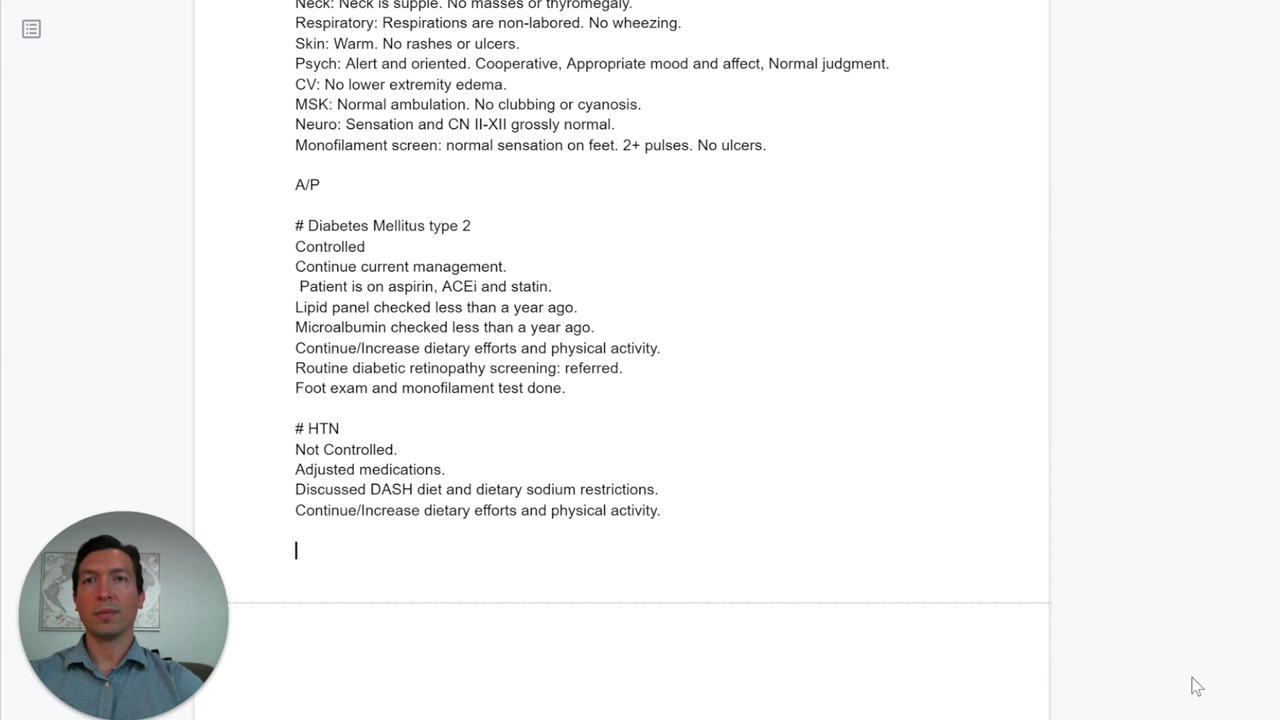 Neck: Neck is supple. No masses or thyromegaly.
Respiratory: Respirations are non-labored. No wheezing.
Skin: Warm. No rashes or ulcers.
Psych: Alert and oriented. Cooperative, Appropriate mood and affect, Normal judgment.
CV: No lower extremity edema.
MSK: Normal ambulation. No clubbing or cyanosis.
Neuro: Sensation and CN II-XII grossly normal.
Monofilament screen: normal sensation on feet. 2+ pulses. No ulcers.
A/P
# Diabetes Mellitus type 2
Controlled
Continue current management.
Patient is on aspirin, ACEi and statin.
Lipid panel checked less than a year ago.
Microalbumin checked less than a year ago.
Continue/Increase dietary efforts and physical activity.
Routine diabetic retinopathy screening: referred.
Foot exam and monofilament test done.
# HTN
Not Controlled.
Adjusted medications.
Discussed DASH diet and dietary sodium restrictions.
Continue/Increase dietary efforts and physical activity.